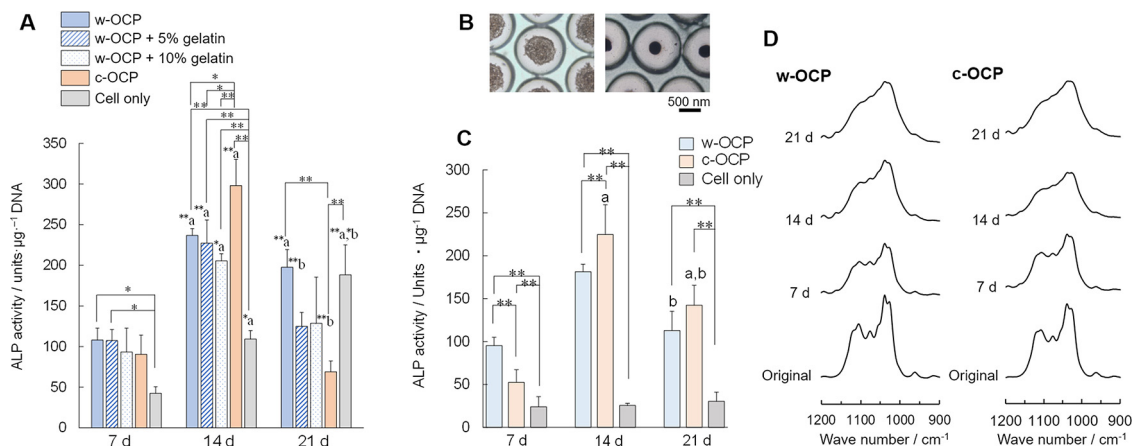 A
w-OCP
w-OCP + 5% gelatin
w-OCP + 10% gelatin
c-OCP
Cell only
ALP activity / units·µg⁻¹ DNA
350
300
250
200
150
100
50
0
* *
** a ** a *a ** a *a
** a ** b ** b ** a,*b
* * ** ** ** ** **
** **
7 d 14 d 21 d
B
500 nm
C
w-OCP
c-OCP
Cell only
ALP activity / Units・µg⁻¹ DNA
300
250
200
150
100
50
0
** ** **
** ** ** **
** **
a
b a,b
7 d 14 d 21 d
D
w-OCP c-OCP
21 d 21 d
14 d 14 d
7 d 7 d
Original Original
1200 1100 1000 900 1200 1100 1000 900
Wave number / cm⁻¹ Wave number / cm⁻¹